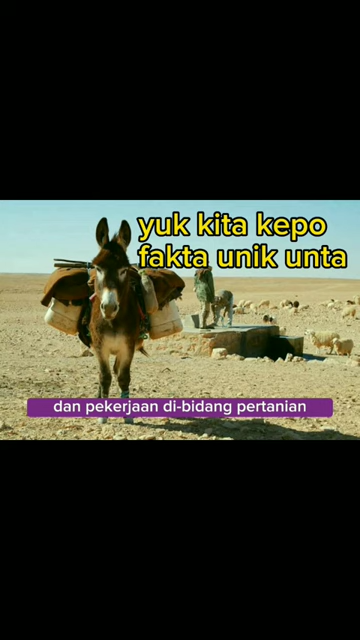 yuk kita kepo
fakta unik unta
dan pekerjaan di-bidang pertanian